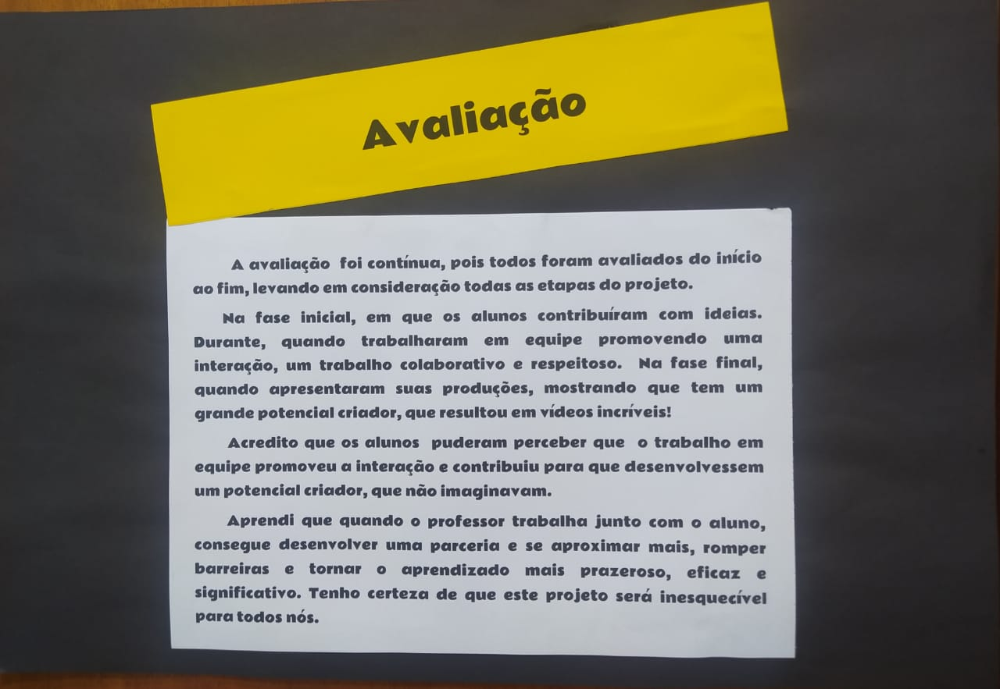 Avaliação
A avaliação foi contínua, pois todos foram avaliados do início
ao fim, levando em consideração todas as etapas do projeto.
Na fase inicial, em que os alunos contribuíram com ideias.
Durante, quando trabalharam em equipe promovendo uma
interação, um trabalho colaborativo e respeitoso. Na fase final,
quando apresentaram suas produções, mostrando que tem um
grande potencial criador, que resultou em vídeos incríveis!
Acredito que os alunos puderam perceber que o trabalho em
equipe promoveu a interação e contribuiu para que desenvolvessem
um potencial criador, que não imaginavam.
Aprendi que quando o professor trabalha junto com o aluno,
consegue desenvolver uma parceria e se aproximar mais, romper
barreiras e tornar o aprendizado mais prazeroso, eficaz e
significativo. Tenho certeza de que este projeto será inesquecível
para todos nós.